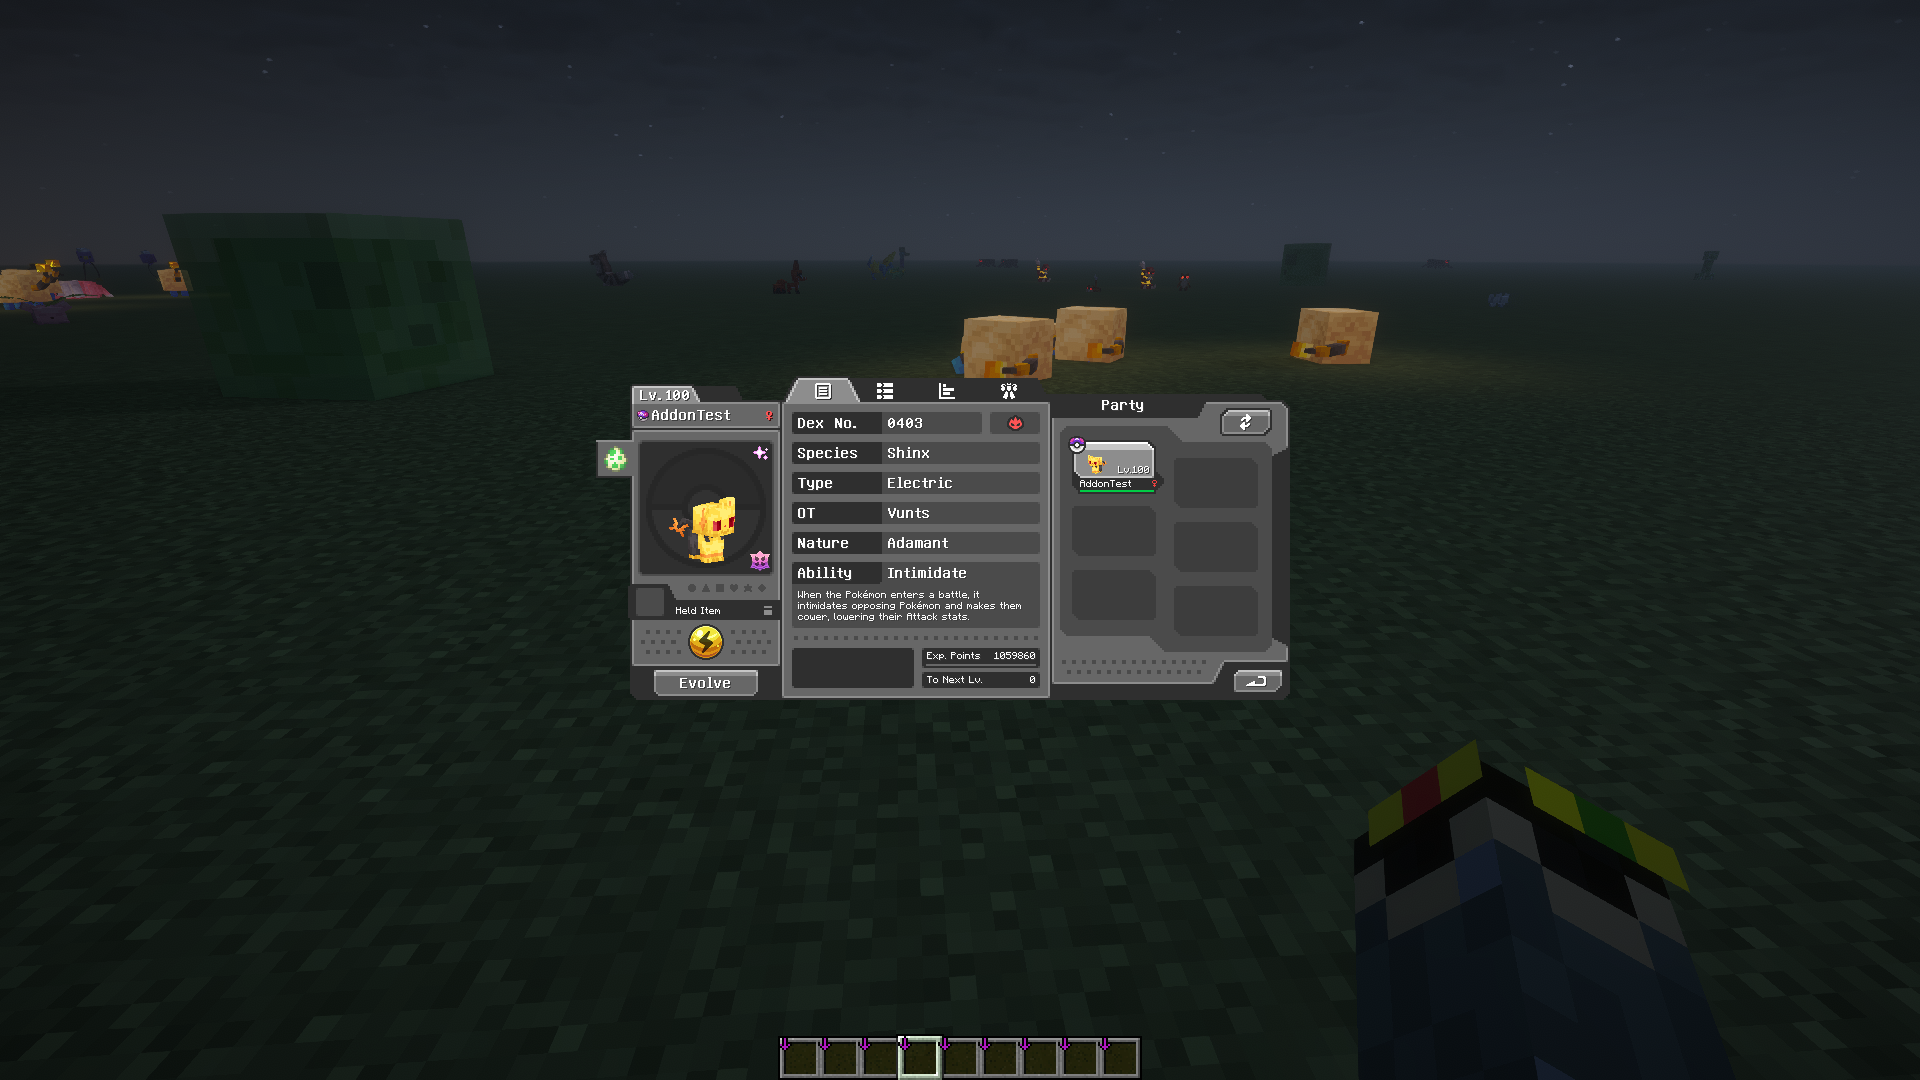 Lv.100
AddonTest
Held Item
Evolve
Dex No. 0403
Species Shinx
Type Electric
OT Vunts
Nature Adamant
Ability Intimidate
When the Pokémon enters a battle, it
intimidates opposing Pokémon and makes them
cower, lowering their Attack stats.
Exp. Points 1059860
To Next Lv. 0
Party
Lv.100
AddonTest